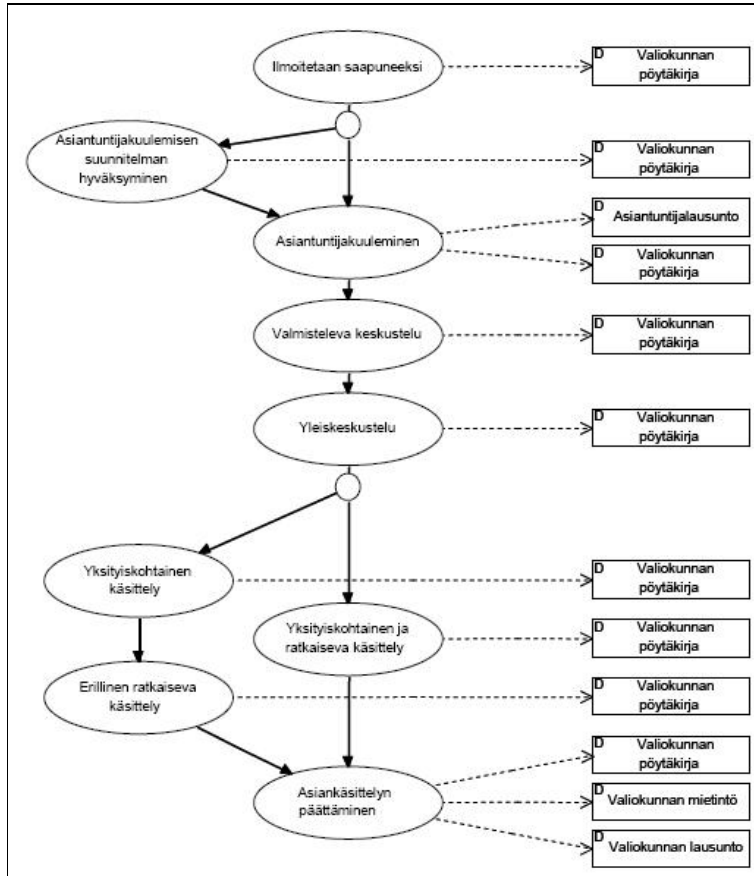 Ilmoitetaan saapuneeksi
D Valiokunnan
pöytäkirja
Asiantuntijakuulemisen
suunnitelman
hyväksyminen
D Valiokunnan
pöytäkirja
Asiantuntijakuuleminen
D Asiantuntijalausunto
D Valiokunnan
pöytäkirja
Valmisteleva keskustelu
D Valiokunnan
pöytäkirja
Yleiskeskustelu
D Valiokunnan
pöytäkirja
Yksityiskohtainen
käsittely
D Valiokunnan
pöytäkirja
Yksityiskohtainen ja
ratkaiseva käsittely
D Valiokunnan
pöytäkirja
Erillinen ratkaiseva
käsittely
D Valiokunnan
pöytäkirja
Asiankäsittelyn
päättäminen
D Valiokunnan
pöytäkirja
D Valiokunnan mietintö
D Valiokunnan lausunto